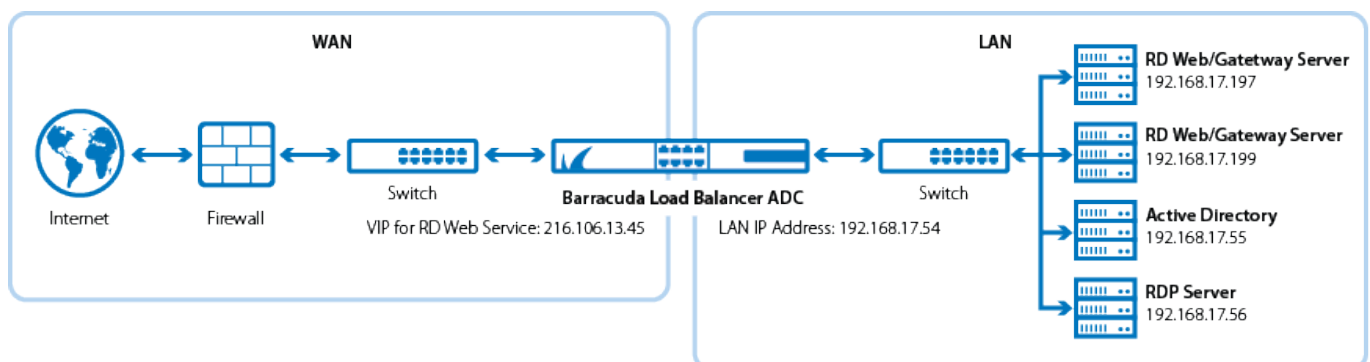 WAN
LAN
Internet
Firewall
Switch
Barracuda Load Balancer ADC
Switch
VIP for RD Web Service: 216.106.13.45
LAN IP Address: 192.168.17.54
RD Web/Gatetway Server
192.168.17.197
RD Web/Gateway Server
192.168.17.199
Active Directory
192.168.17.55
RDP Server
192.168.17.56